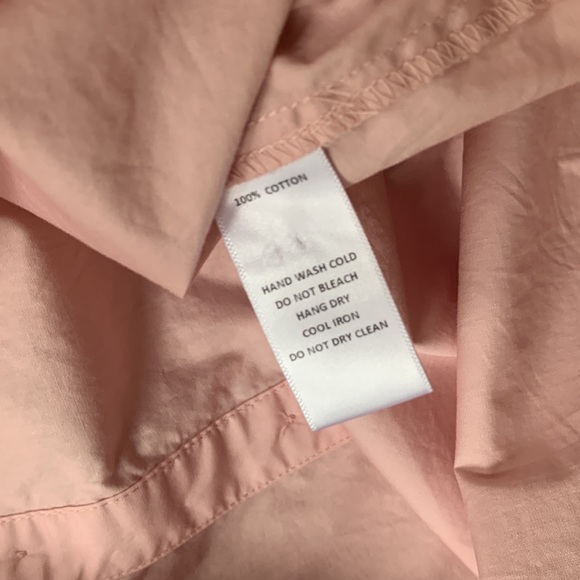 100% COTTON
HAND WASH COLD
DO NOT BLEACH
HANG DRY
COOL IRON
DO NOT DRY CLEAN